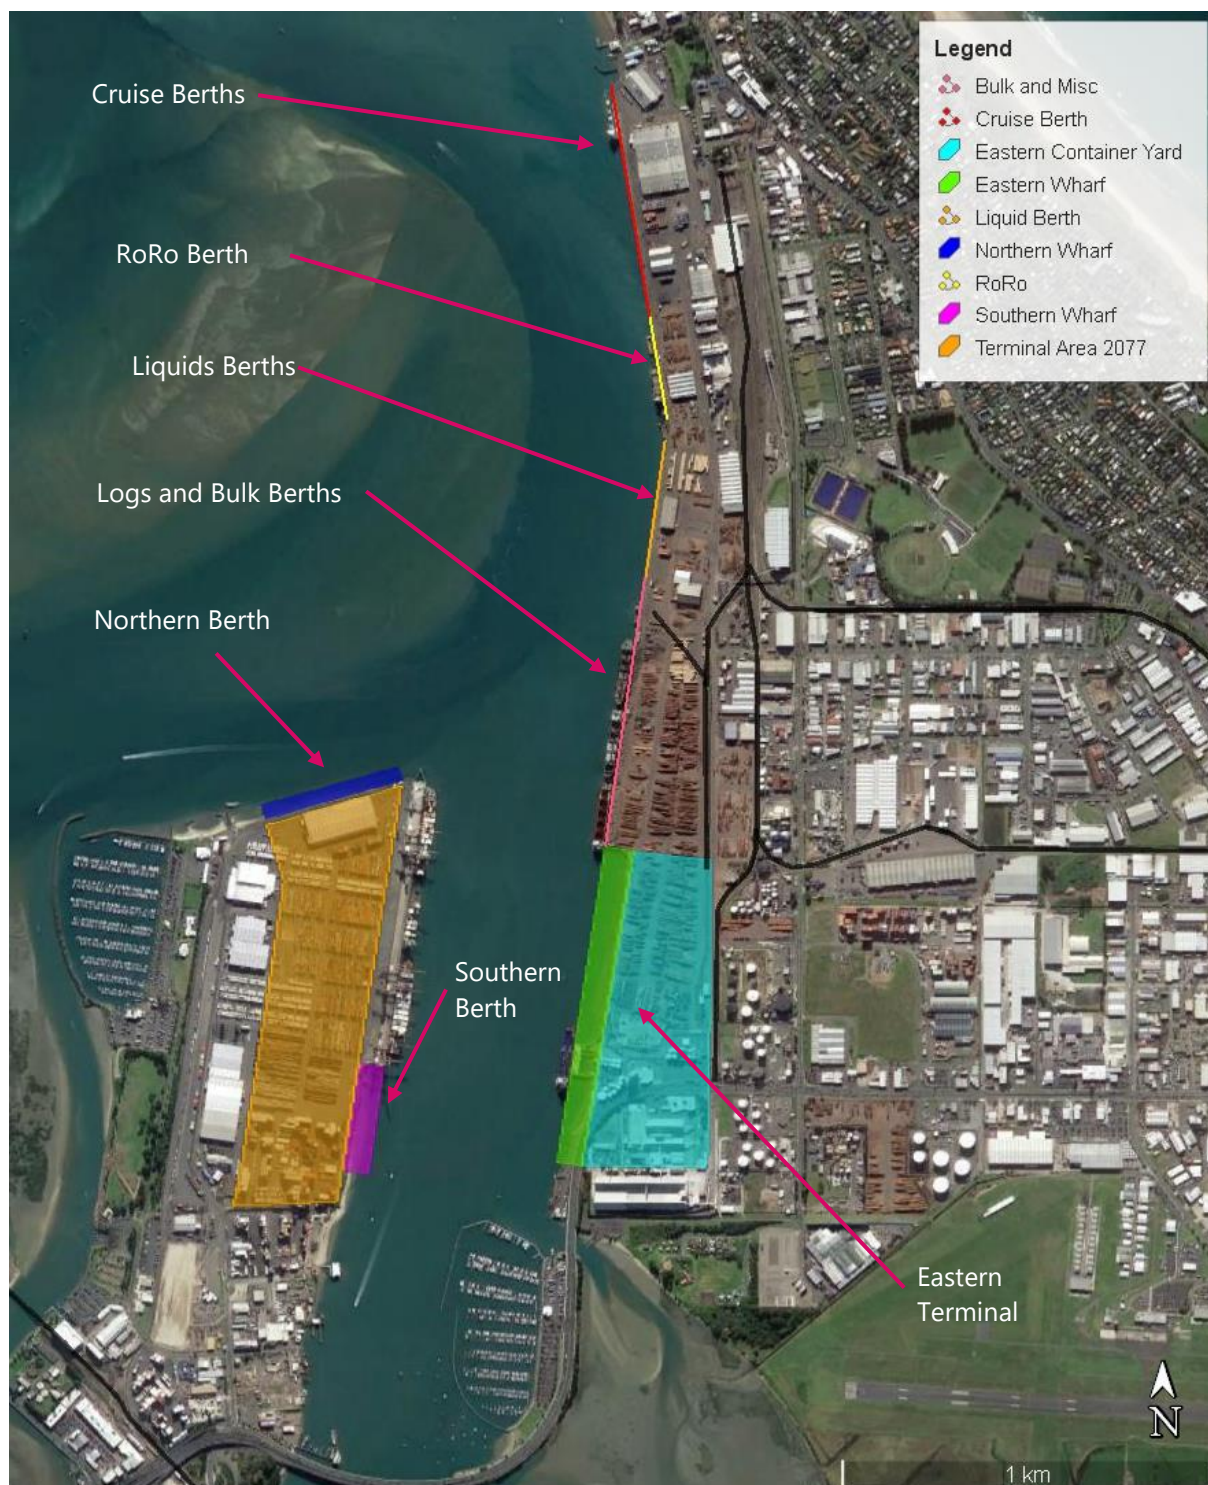 Legend
Bulk and Misc
Cruise Berth
Eastern Container Yard
Eastern Wharf
Liquid Berth
Northern Wharf
RoRo
Southern Wharf
Terminal Area 2077
Cruise Berths
RoRo Berth
Liquids Berths
Logs and Bulk Berths
Northern Berth
Southern
Berth
Eastern
Terminal
N
1 km